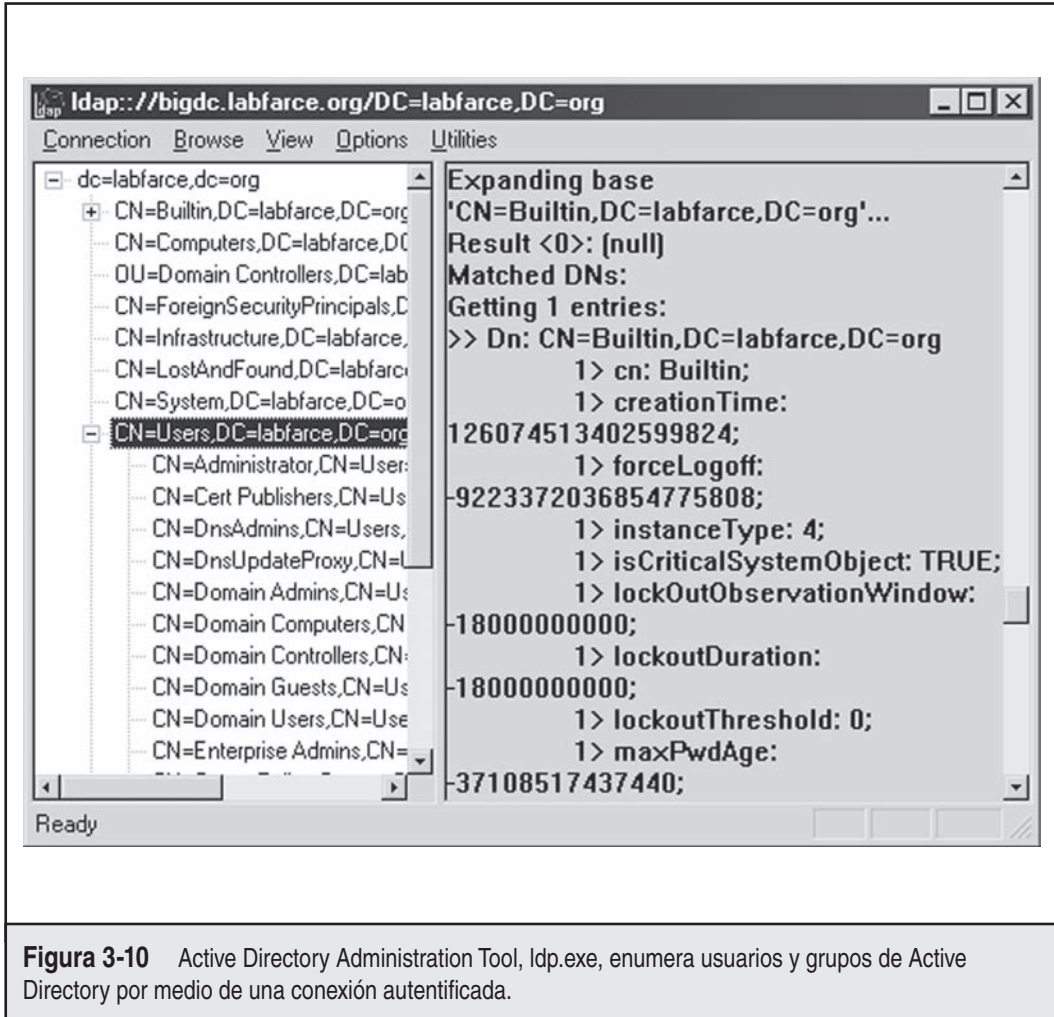 ldap:://bigdc.labfarce.org/DC=labfarce,DC=org
Connection Browse View Options Utilities
dc=labfarce,dc=org
CN=Builtin,DC=labfarce,DC=org
CN=Computers,DC=labfarce,DC
OU=Domain Controllers,DC=lab
CN=ForeignSecurityPrincipals,D
CN=Infrastructure,DC=labfarce,
CN=LostAndFound,DC=labfarce
CN=System,DC=labfarce,DC=o
CN=Users,DC=labfarce,DC=org
CN=Administrator,CN=User
CN=Cert Publishers,CN=Us
CN=DnsAdmins,CN=Users,
CN=DnsUpdateProxy,CN=
CN=Domain Admins,CN=Us
CN=Domain Computers,CN
CN=Domain Controllers,CN
CN=Domain Guests,CN=Us
CN=Domain Users,CN=Use
CN=Enterprise Admins,CN=
Expanding base
'CN=Builtin,DC=labfarce,DC=org'...
Result <0>: (null)
Matched DNs:
Getting 1 entries:
>> Dn: CN=Builtin,DC=labfarce,DC=org
1> cn: Builtin;
1> creationTime:
126074513402599824;
1> forceLogoff:
-9223372036854775808;
1> instanceType: 4;
1> isCriticalSystemObject: TRUE;
1> lockOutObservationWindow:
-18000000000;
1> lockoutDuration:
-18000000000;
1> lockoutThreshold: 0;
1> maxPwdAge:
-37108517437440;
Ready
Figura 3-10 Active Directory Administration Tool, ldp.exe, enumera usuarios y grupos de Active
Directory por medio de una conexión autentificada.